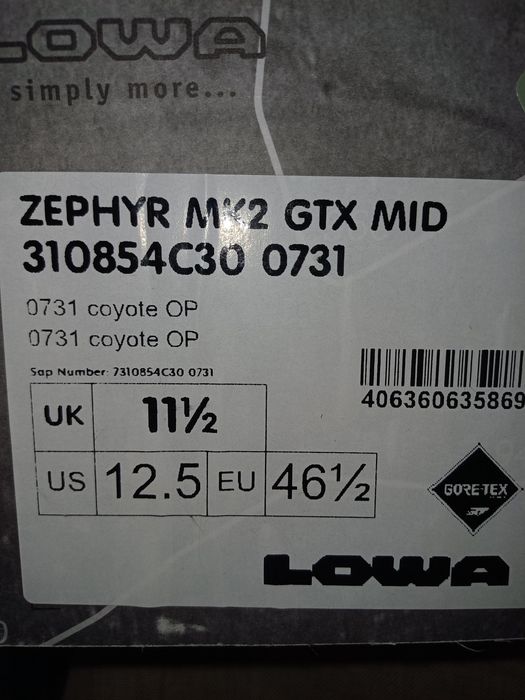 LOWA
simply more...
ZEPHYR MK2 GTX MID
310854C30 0731
0731 coyote OP
0731 coyote OP
Sap Number: 7310854C30 0731
406360635869
UK 11½
US 12.5 EU 46½
GORE-TEX
LOWA